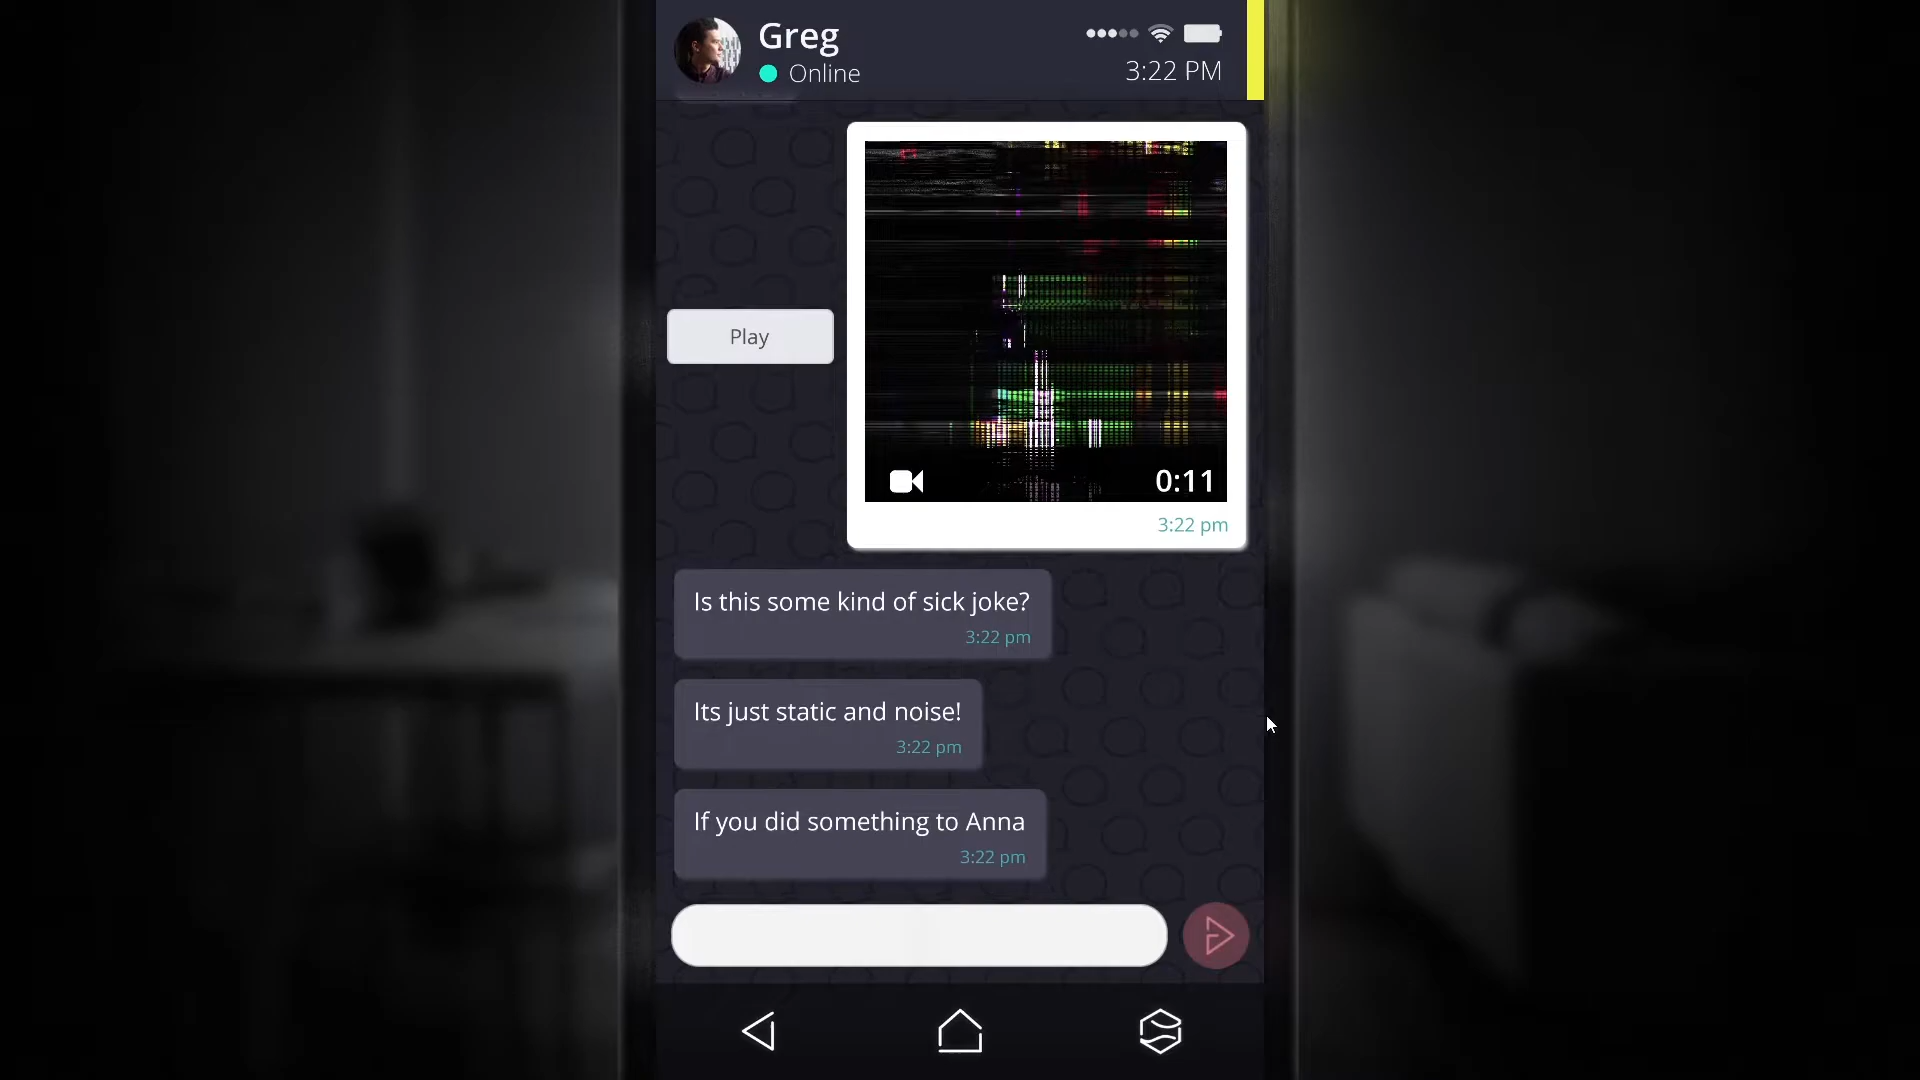 Greg
Online
3:22 PM
Play
0:11
3:22 pm
Is this some kind of sick joke?
3:22 pm
Its just static and noise!
3:22 pm
If you did something to Anna
3:22 pm